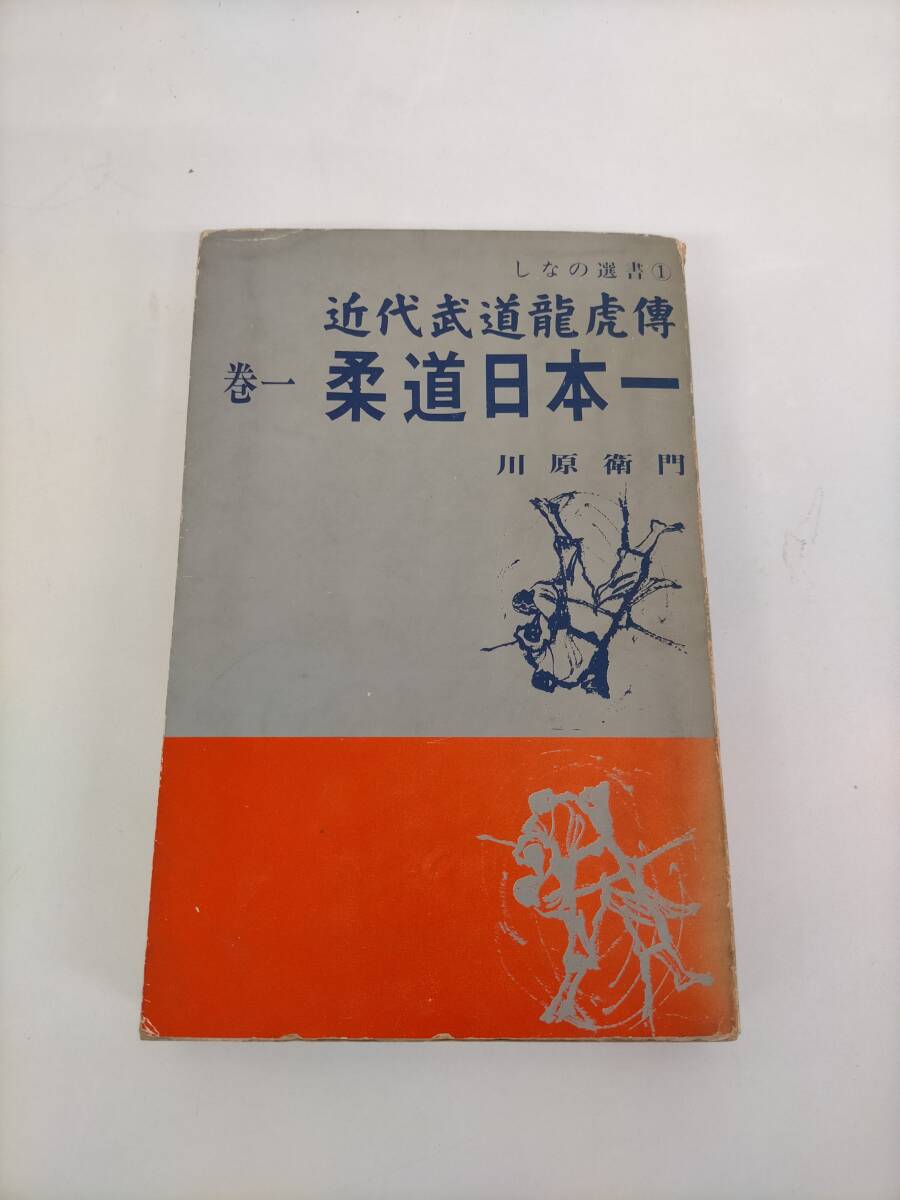 しなの選書①
近代武道龍虎傳
巻一 柔道日本一
川原衛門